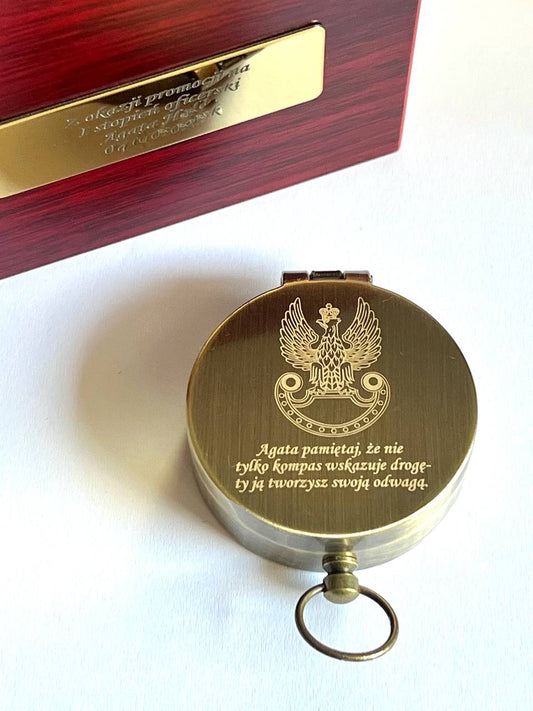 Z okazji promocji na
I stopień oficerski
Agata
Od
Agata pamiętaj, że nie
tylko kompas wskazuje drogę-
ty ją tworzysz swoją odwagą.